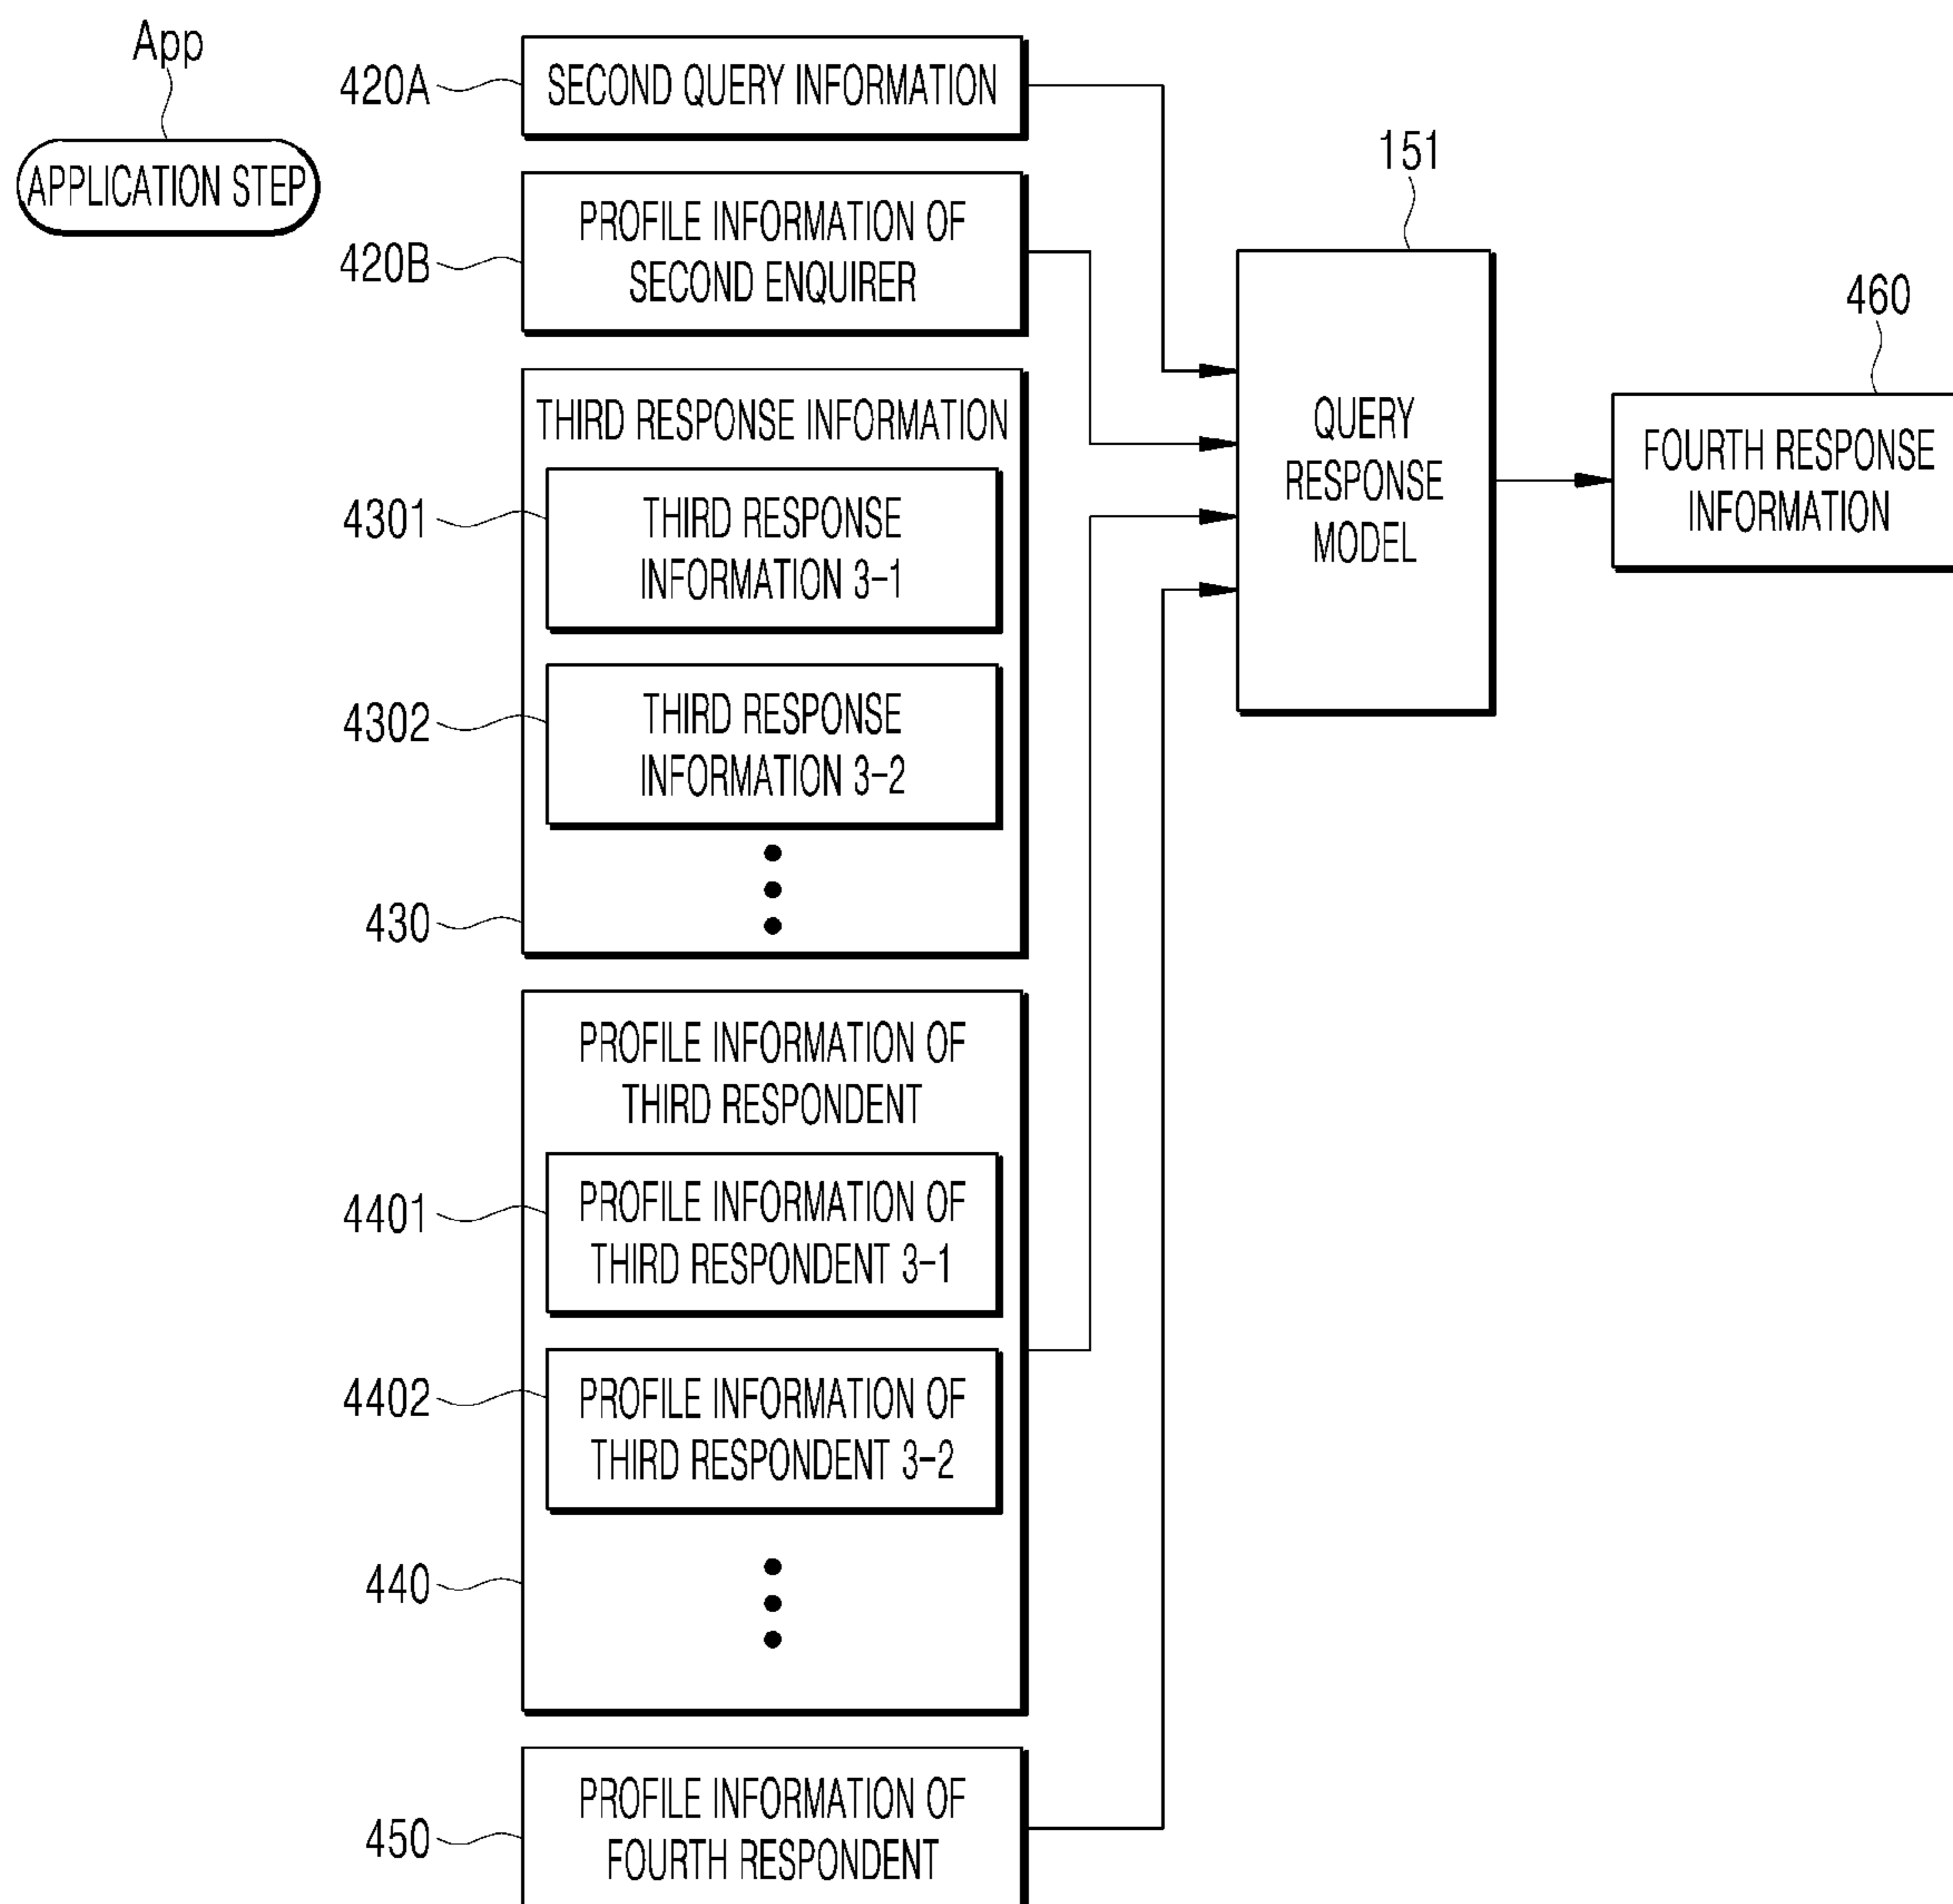 App
APPLICATION STEP
420A
SECOND QUERY INFORMATION
420B
PROFILE INFORMATION OF
SECOND ENQUIRER
THIRD RESPONSE INFORMATION
4301
THIRD RESPONSE
INFORMATION 3-1
4302
THIRD RESPONSE
INFORMATION 3-2
430
PROFILE INFORMATION OF
THIRD RESPONDENT
4401
PROFILE INFORMATION OF
THIRD RESPONDENT 3-1
4402
PROFILE INFORMATION OF
THIRD RESPONDENT 3-2
440
450
PROFILE INFORMATION OF
FOURTH RESPONDENT
151
QUERY
RESPONSE
MODEL
460
FOURTH RESPONSE
INFORMATION